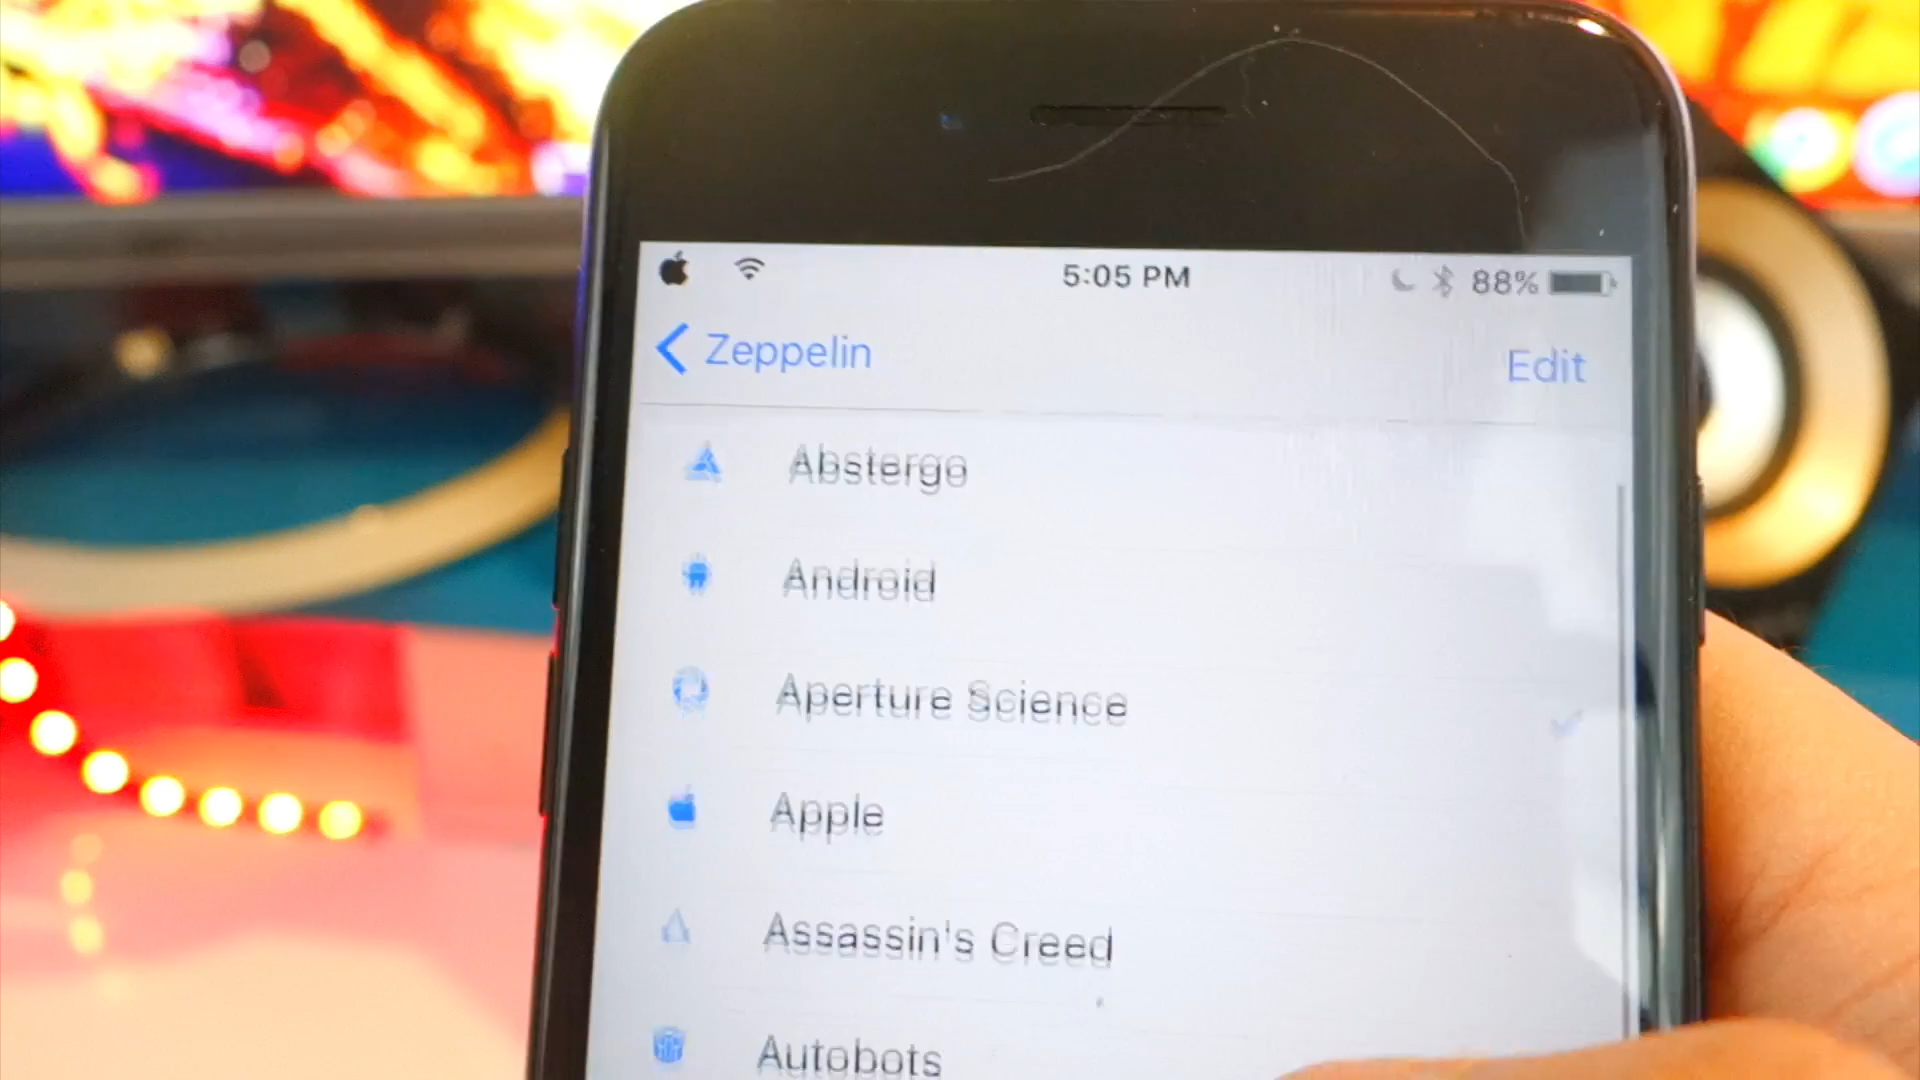 5:05 PM 88%
Zeppelin Edit
Abstergo
Android
Aperture Science
Apple
Assassin's Creed
Autobots